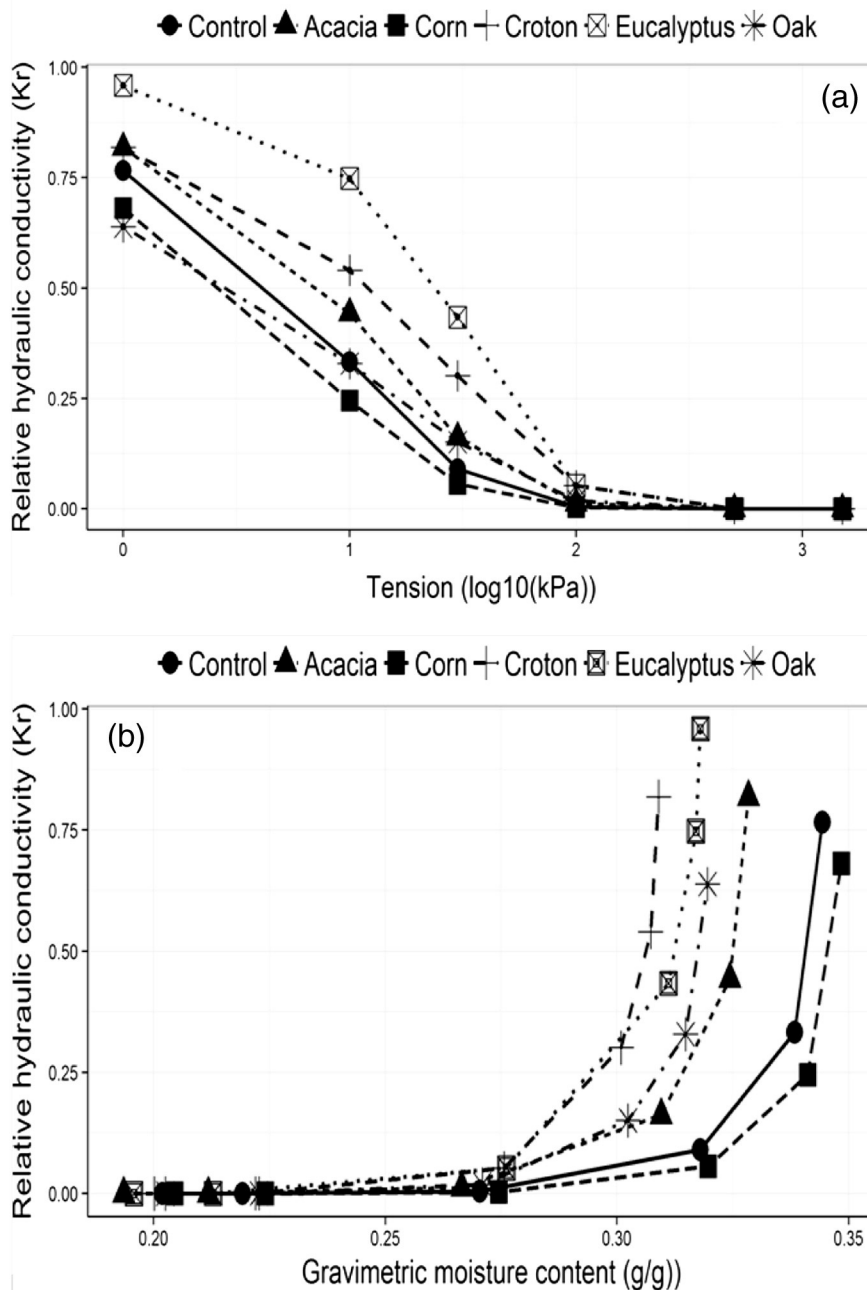 Control Acacia Corn Croton Eucalyptus Oak
1.00
(a)
0.75
0.50
0.25
0.00
Relative hydraulic conductivity (Kr)
0 1 2 3
Tension (log10(kPa))
Control Acacia Corn Croton Eucalyptus Oak
1.00
(b)
0.75
0.50
0.25
0.00
Relative hydraulic conductivity (Kr)
0.20 0.25 0.30 0.35
Gravimetric moisture content (g/g))